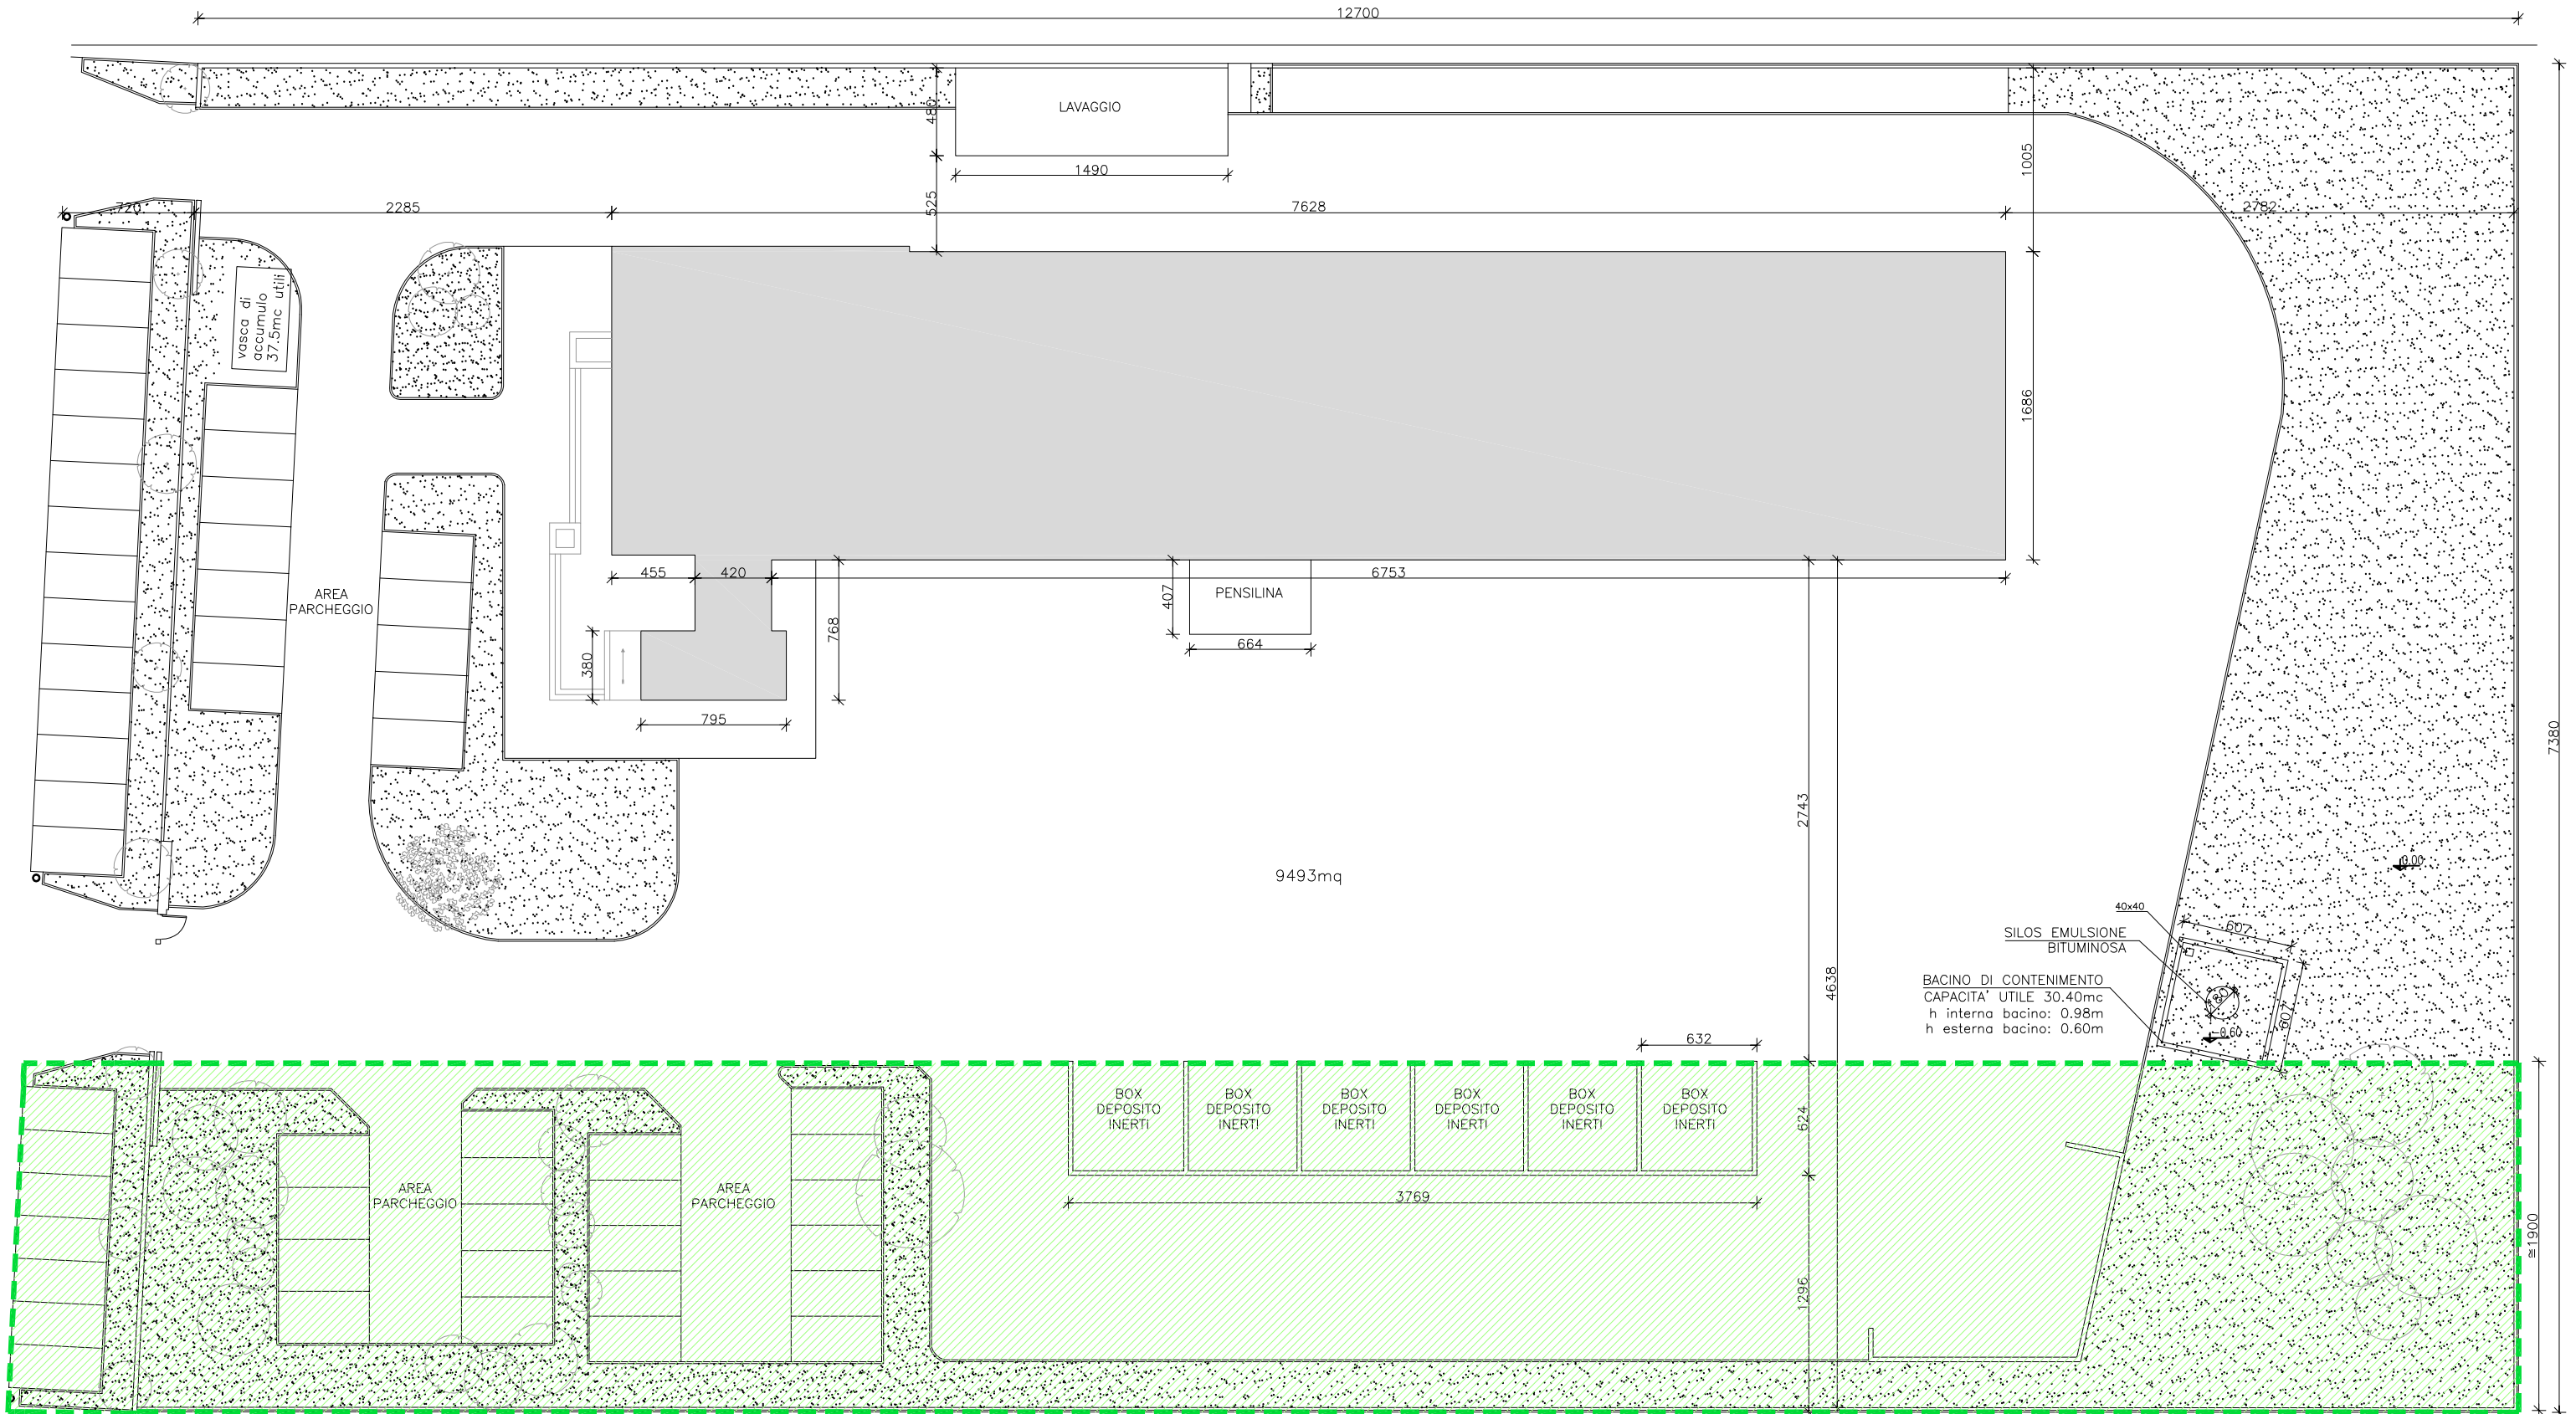 12700
LAVAGGIO
480
1490
1005
525
720
2285
7628
2782
vasca di
accumulo
37.5mc utili
1686
AREA
PARCHEGGIO
455
420
6753
407
PENSILINA
664
768
380
795
7380
2743
9493mq
0.00
40x40
607
SILOS EMULSIONE
BITUMINOSA
BACINO DI CONTENIMENTO
CAPACITA' UTILE 30.40mc
h interna bacino: 0.98m
h esterna bacino: 0.60m
607
-0.60
4638
632
BOX
DEPOSITO
INERTI
BOX
DEPOSITO
INERTI
BOX
DEPOSITO
INERTI
BOX
DEPOSITO
INERTI
BOX
DEPOSITO
INERTI
BOX
DEPOSITO
INERTI
624
AREA
PARCHEGGIO
AREA
PARCHEGGIO
3769
1296
≅1900